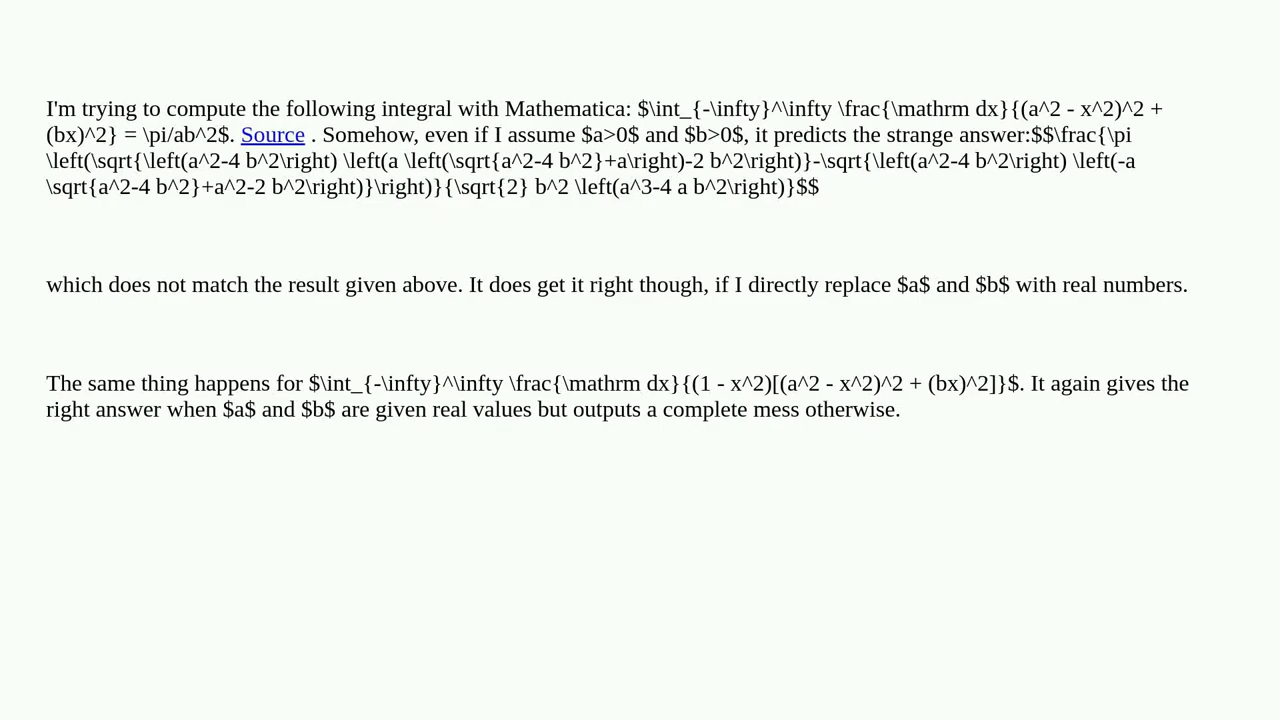 I'm trying to compute the following integral with Mathematica: $\int_{-\infty}^\infty \frac{\mathrm dx}{(a^2 - x^2)^2 +
(bx)^2} = \pi/ab^2$. Source . Somehow, even if I assume $a>0$ and $b>0$, it predicts the strange answer:$$\frac{\pi
\left(\sqrt{\left(a^2-4 b^2\right) \left(a \left(\sqrt{a^2-4 b^2}+a\right)-2 b^2\right)}-\sqrt{\left(a^2-4 b^2\right) \left(-a
\sqrt{a^2-4 b^2}+a^2-2 b^2\right)}\right)}{\sqrt{2} b^2 \left(a^3-4 a b^2\right)}$$
which does not match the result given above. It does get it right though, if I directly replace $a$ and $b$ with real numbers.
The same thing happens for $\int_{-\infty}^\infty \frac{\mathrm dx}{(1 - x^2)[(a^2 - x^2)^2 + (bx)^2]}$. It again gives the
right answer when $a$ and $b$ are given real values but outputs a complete mess otherwise.